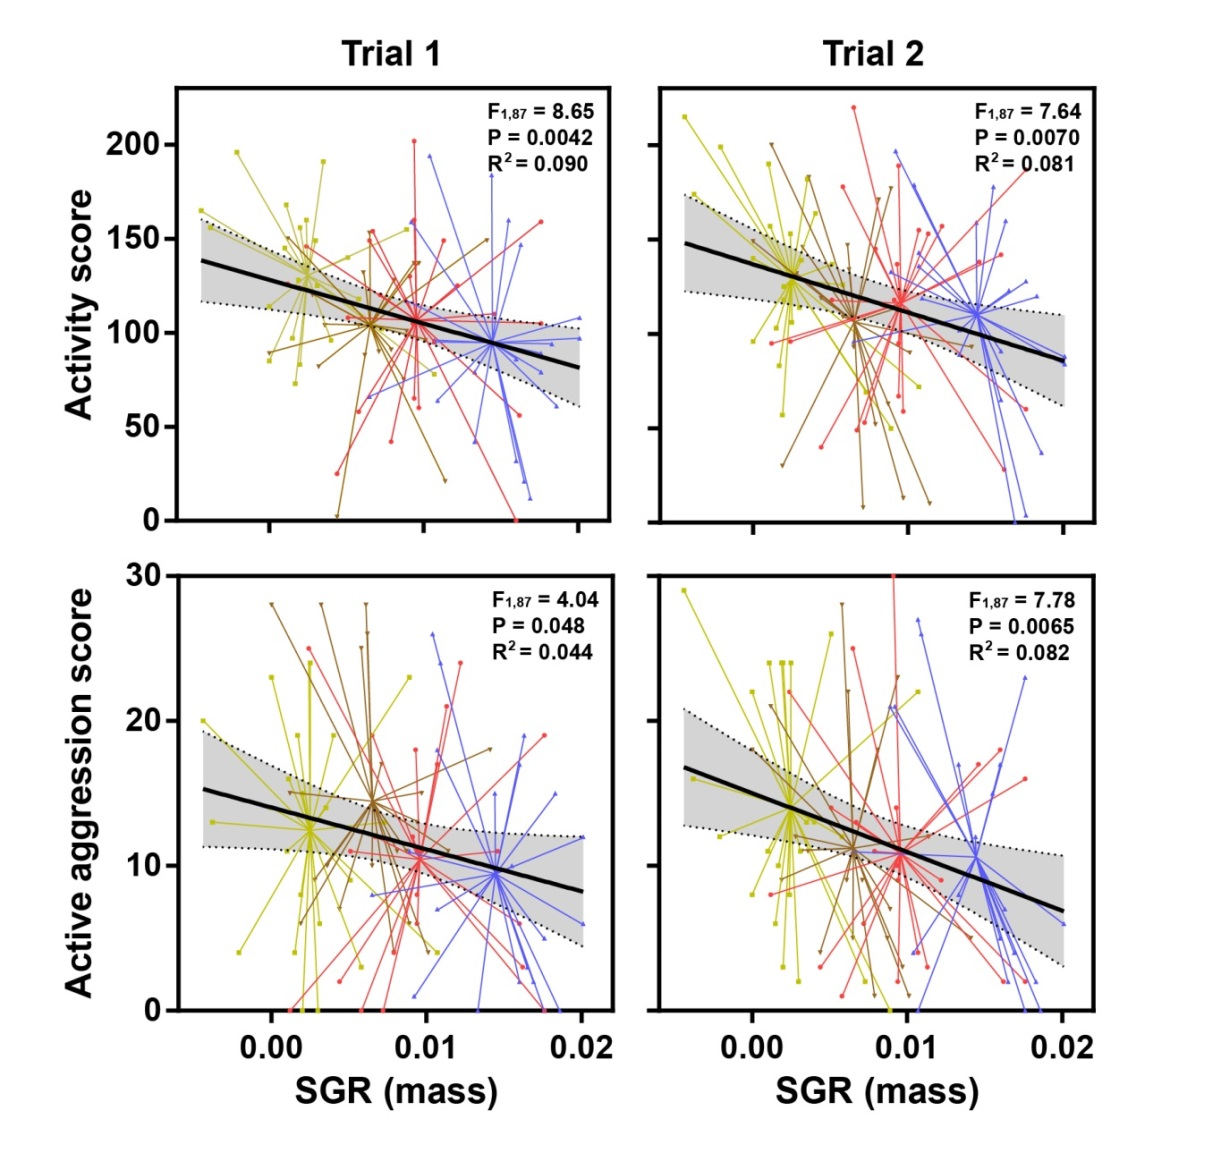 Trial 1
Trial 2
F1,87 = 8.65
P = 0.0042
R² = 0.090
F1,87 = 7.64
P = 0.0070
R² = 0.081
Activity score
200
150
100
50
0
F1,87 = 4.04
P = 0.048
R² = 0.044
F1,87 = 7.78
P = 0.0065
R² = 0.082
Active aggression score
30
20
10
0
0.00 0.01 0.02
0.00 0.01 0.02
SGR (mass)
SGR (mass)